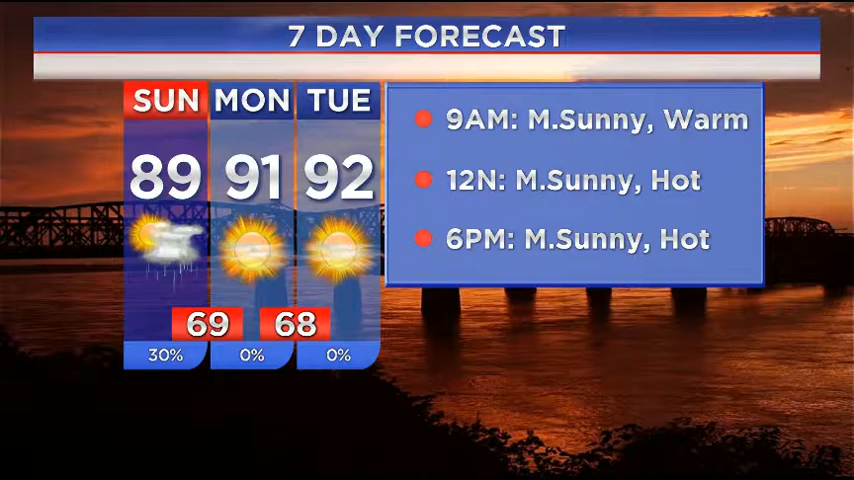 7 DAY FORECAST
SUN MON TUE
89 91 92
69 68
30% 0% 0%
9AM: M.Sunny, Warm
12N: M.Sunny, Hot
6PM: M.Sunny, Hot